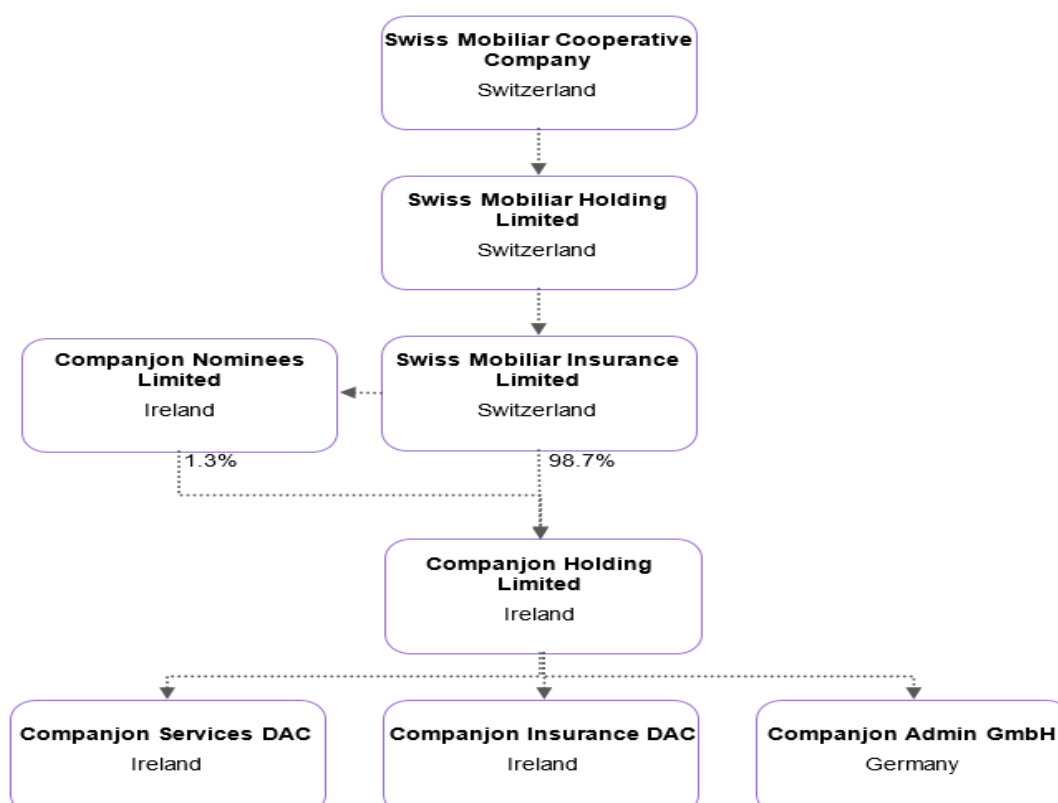 Swiss Mobiliar Cooperative
Company
Switzerland
Swiss Mobiliar Holding
Limited
Switzerland
Companjon Nominees
Limited
Ireland
Swiss Mobiliar Insurance
Limited
Switzerland
1.3%
98.7%
Companjon Holding
Limited
Ireland
Companjon Services DAC
Ireland
Companjon Insurance DAC
Ireland
Companjon Admin GmbH
Germany